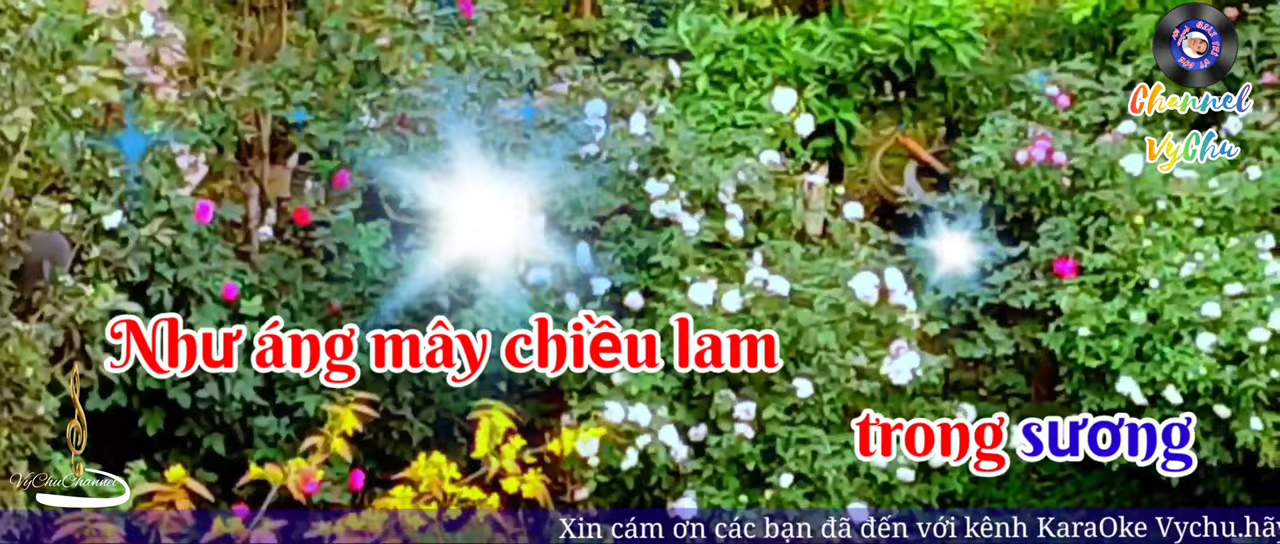 Channel
VyChu
Như áng mây chiều lam
trong sương
VyChuChannel
Xin cám ơn các bạn đã đến với kênh KaraOke Vychu.hãy